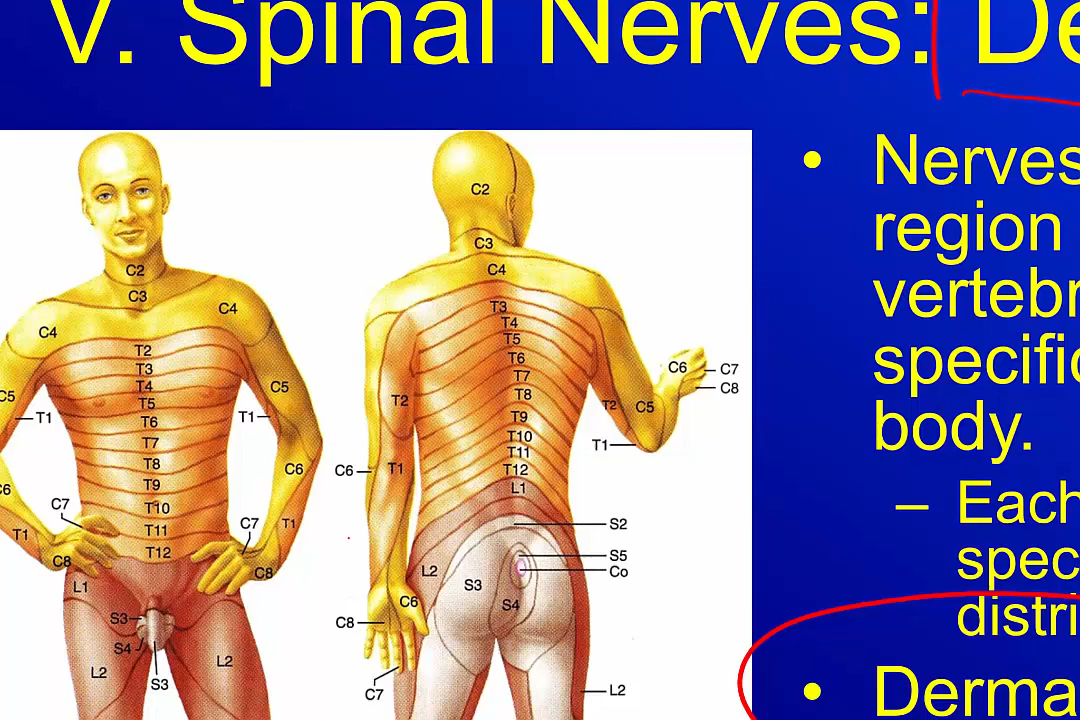 V. Spinal Nerves: De
Nerves
region
vertebr
specific
body.
– Each
spec
distri
Derma
C2
C3
C4
C4
T2
T3
T4
T5
T6
T7
T8
T9
T10
T11
T12
C5
C5
T1
T1
C6
C6
C7
C7
T1
T1
C8
C8
L1
S3
S4
S3
L2
L2
C2
C3
C4
T3
T4
T5
T6
T7
T8
T9
T10
T11
T12
L1
T2
T2
C5
C6
C7
C8
T1
C6
T1
S2
S5
Co
L2
S3
S4
C6
C8
C7
L2